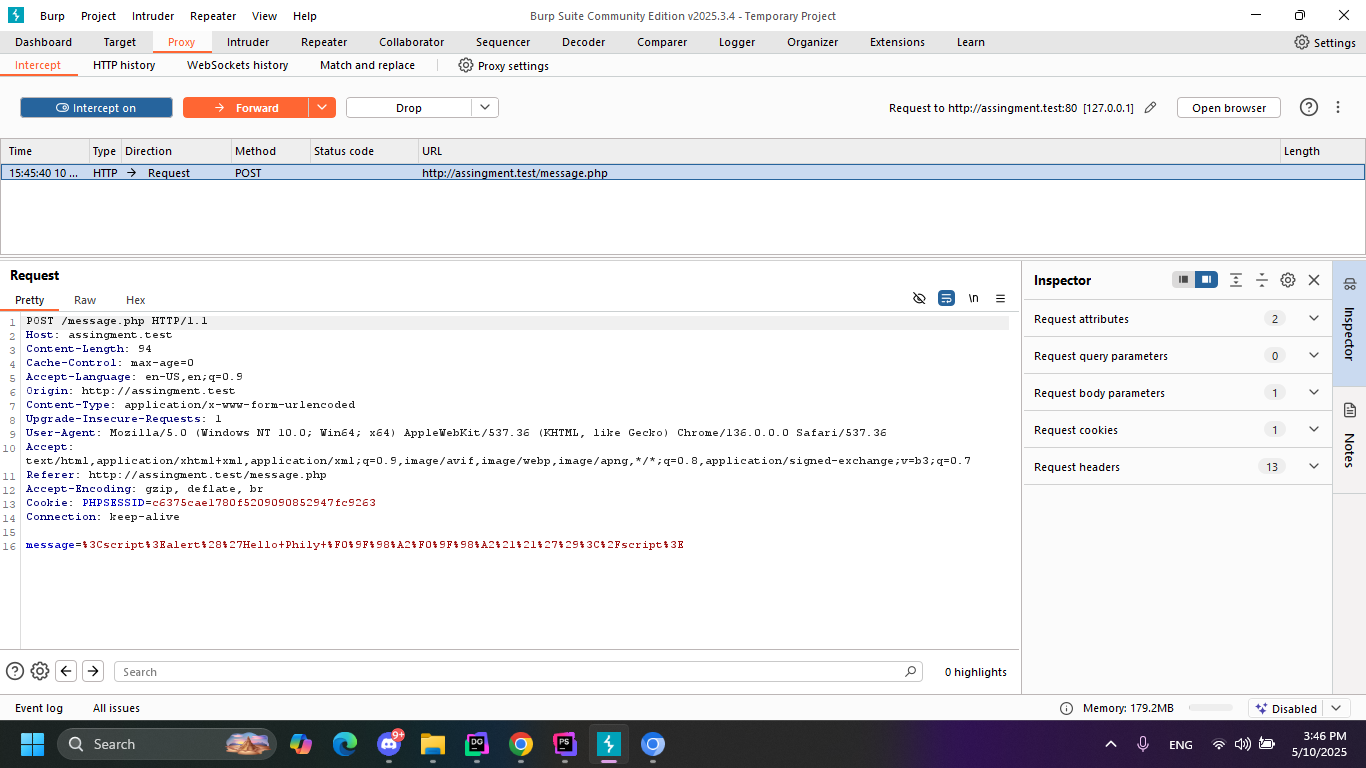 Burp Project Intruder Repeater View Help Burp Suite Community Edition v2025.3.4 - Temporary Project
Dashboard Target Proxy Intruder Repeater Collaborator Sequencer Decoder Comparer Logger Organizer Extensions Learn Settings
Intercept HTTP history WebSockets history Match and replace Proxy settings
Intercept on Forward Drop Request to http://assingment.test:80 [127.0.0.1] Open browser
Time Type Direction Method Status code URL Length
15:45:40 10 ... HTTP → Request POST http://assingment.test/message.php
Request
Pretty Raw Hex \n
1 POST /message.php HTTP/1.1
2 Host: assingment.test
3 Content-Length: 94
4 Cache-Control: max-age=0
5 Accept-Language: en-US,en;q=0.9
6 Origin: http://assingment.test
7 Content-Type: application/x-www-form-urlencoded
8 Upgrade-Insecure-Requests: 1
9 User-Agent: Mozilla/5.0 (Windows NT 10.0; Win64; x64) AppleWebKit/537.36 (KHTML, like Gecko) Chrome/136.0.0.0 Safari/537.36
10 Accept:
text/html,application/xhtml+xml,application/xml;q=0.9,image/avif,image/webp,image/apng,*/*;q=0.8,application/signed-exchange;v=b3;q=0.7
11 Referer: http://assingment.test/message.php
12 Accept-Encoding: gzip, deflate, br
13 Cookie: PHPSESSID=c6375cae1780f5209090852947fc9263
14 Connection: keep-alive
15
16 message=%3Cscript%3Ealert%28%27Hello+Phily+%F0%9F%98%A2%F0%9F%98%A2%21%21%27%29%3C%2Fscript%3E
Inspector
Request attributes 2
Request query parameters 0
Request body parameters 1
Request cookies 1
Request headers 13
Inspector
Notes
Search 0 highlights
Event log All issues Memory: 179.2MB Disabled
Search 9+ DG PS ENG 3:46 PM
5/10/2025